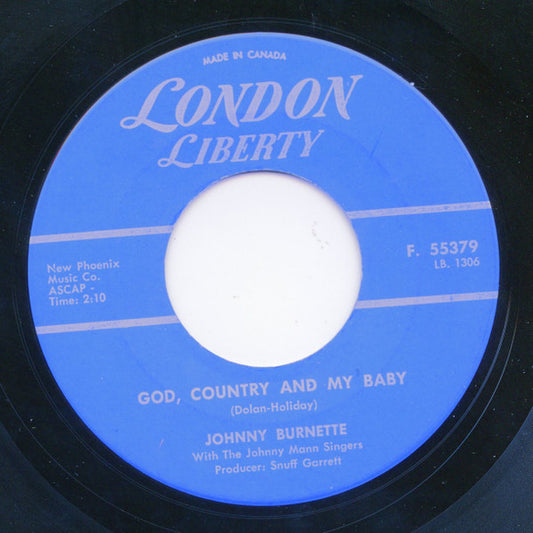 MADE IN CANADA
LONDON
LIBERTY
New Phoenix
Music Co.
ASCAP -
Time: 2:10
F. 55379
LB. 1306
GOD, COUNTRY AND MY BABY
(Dolan-Holiday)
JOHNNY BURNETTE
With The Johnny Mann Singers
Producer: Snuff Garrett